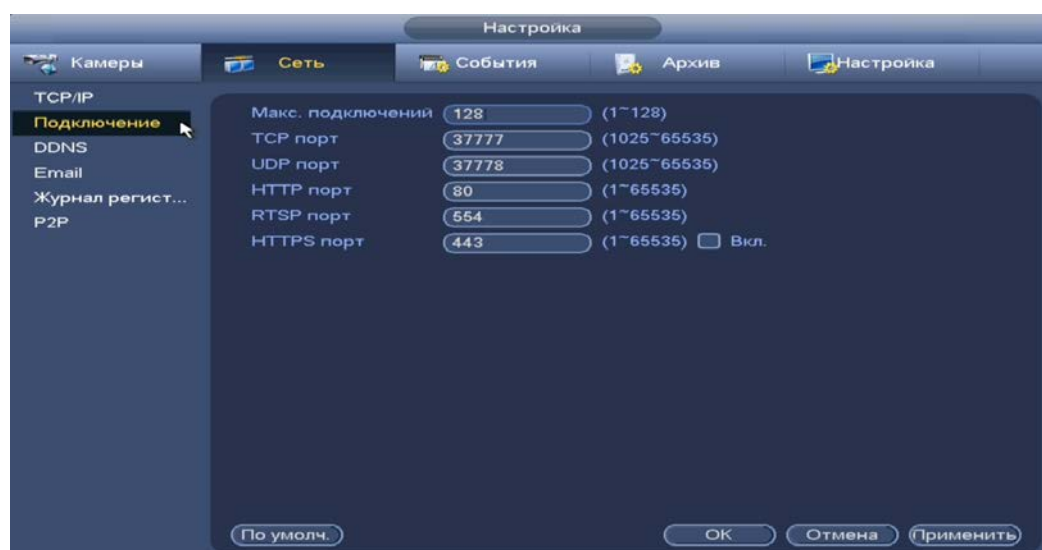 Настройка
Камеры Сеть События Архив Настройка
TCP/IP
Подключение
DDNS
Email
Журнал регист...
P2P
Макс. подключений 128 (1~128)
TCP порт 37777 (1025~65535)
UDP порт 37778 (1025~65535)
HTTP порт 80 (1~65535)
RTSP порт 554 (1~65535)
HTTPS порт 443 (1~65535) Вкл.
По умолч. OK Отмена Применить